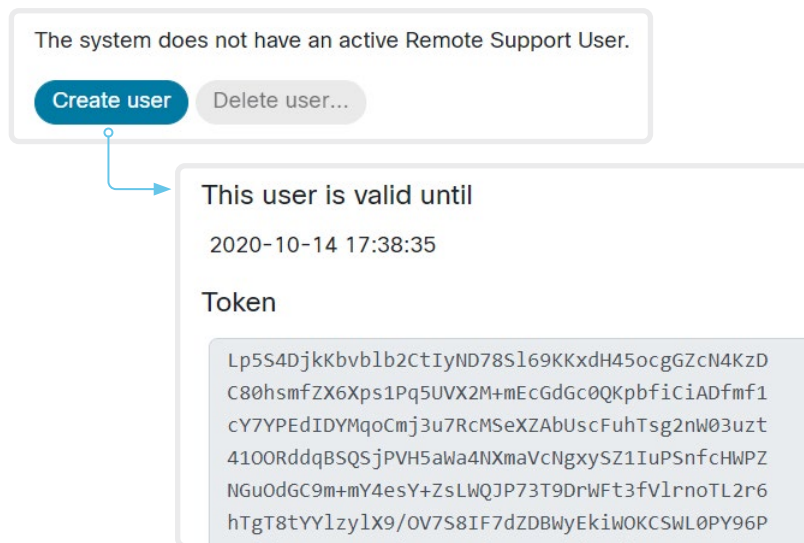 The system does not have an active Remote Support User.
Create user
Delete user...
This user is valid until
2020-10-14 17:38:35
Token
Lp5S4DjkKbvblb2CtIyND78Sl69KKxdH45ocgGZcN4KzD
C80hsmfZX6Xps1Pq5UVX2M+mEcGdGc0QKpbfiCiADfmf1
cY7YPEdIDYMqoCmj3u7RcMSeXZAbUscFuhTsg2nW03uzt
41OORddqBSQSjPVH5aWa4NXmaVcNgxySZ1IuPSnfcHWPZ
NGuOdGC9m+mY4esY+ZsLWQJP73T9DrWFt3fVlrnoTL2r6
hTgT8tYYlzylX9/OV7S8IF7dZDBWyEkiWOKCSWL0PY96P